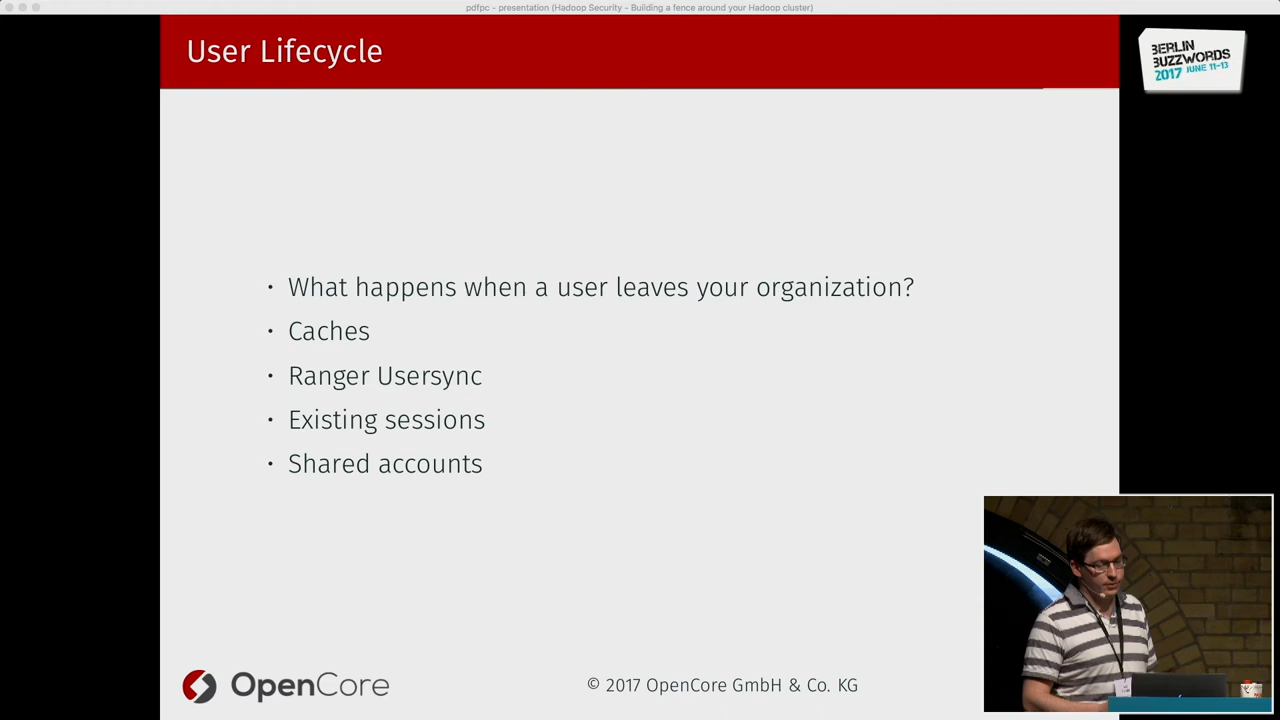 pdfpc - presentation (Hadoop Security - Building a fence around your Hadoop cluster)
User Lifecycle
BERLIN
BUZZWORDS
2017 JUNE 11-13
• What happens when a user leaves your organization?
• Caches
• Ranger Usersync
• Existing sessions
• Shared accounts
OpenCore
© 2017 OpenCore GmbH & Co. KG